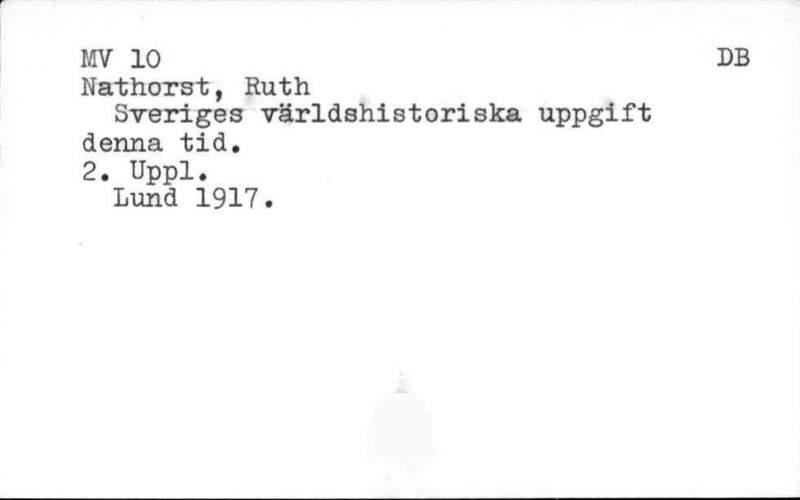 MV 10 DB
Nathorst, Ruth
Sveriges världshistoriska uppgift
denna tid.
2. Uppl.
Lund 1917.